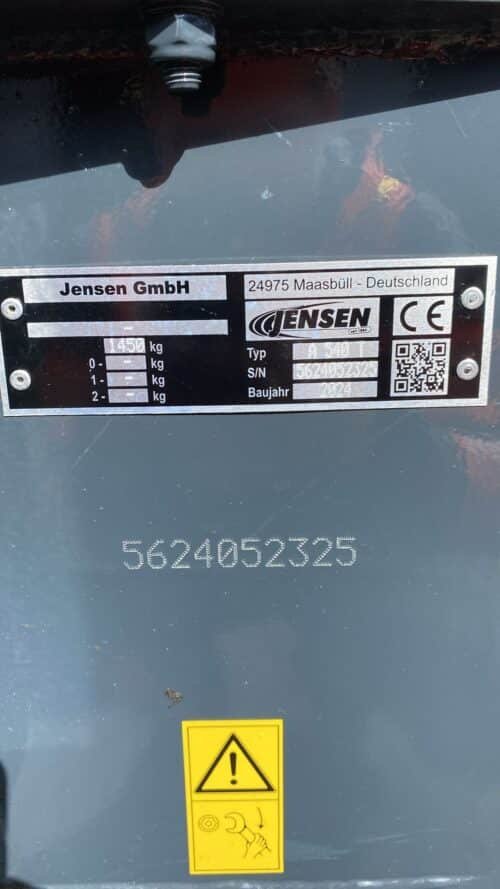 Jensen GmbH
24975 Maasbüll - Deutschland
-
JENSEN
CE
1450 kg
0 - - kg
1 - - kg
2 - - kg
Typ A 540 T
S/N 5624052325
Baujahr 2024
5624052325